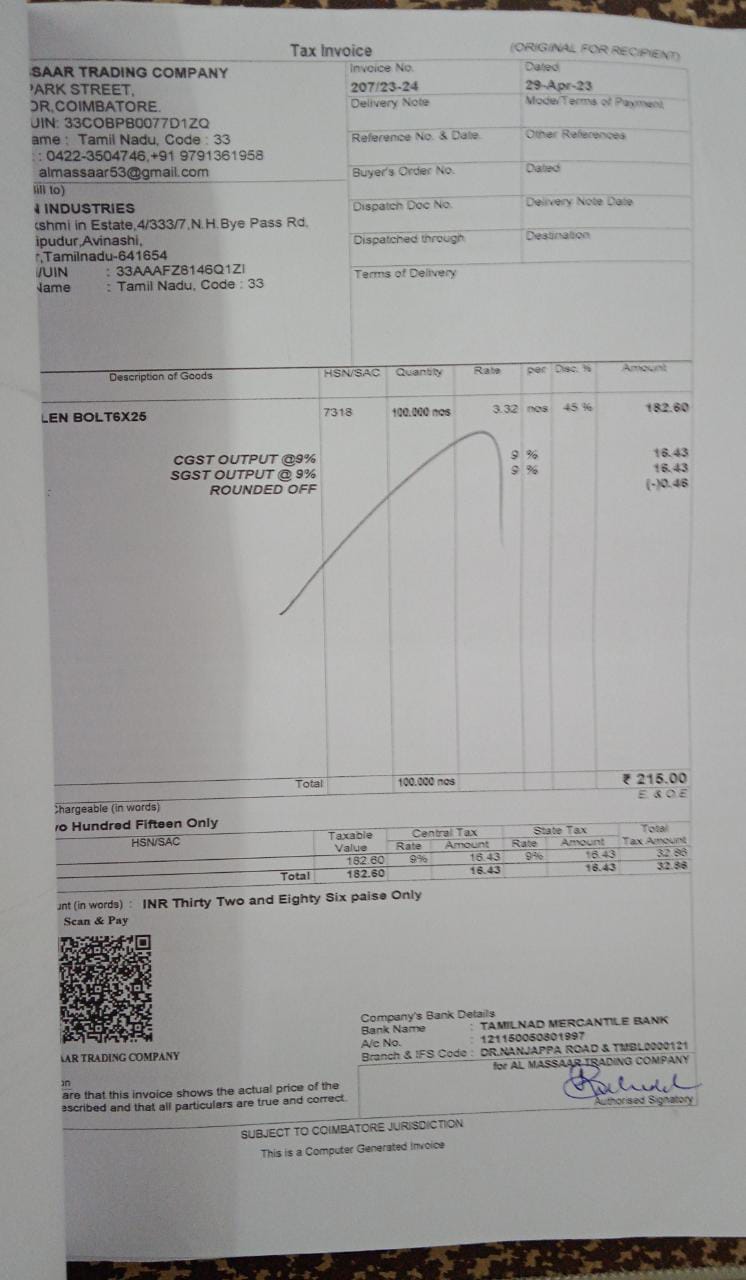 Tax Invoice
(ORIGINAL FOR RECIPIENT)
SSAAR TRADING COMPANY
PARK STREET,
OR,COIMBATORE.
UIN: 33COBPB0077D1ZQ
ame : Tamil Nadu, Code : 33
: 0422-3504746,+91 9791361958
almassaar53@gmail.com
Invoice No. Dated
207/23-24 29-Apr-23
Delivery Note Mode/Terms of Payment
Reference No. & Date. Other References
Buyer's Order No. Dated
Dispatch Doc No. Delivery Note Date
Dispatched through Destination
Terms of Delivery
ill to)
INDUSTRIES
kshmi in Estate,4/333/7,N.H.Bye Pass Rd,
ipudur,Avinashi,
r,Tamilnadu-641654
/UIN : 33AAAFZ8146Q1ZI
Name : Tamil Nadu, Code : 33
Description of Goods HSN/SAC Quantity Rate per Disc. % Amount
LEN BOLT6X25 7318 100.000 nos 3.32 nos 45 % 182.60
CGST OUTPUT @9% 9 % 16.43
SGST OUTPUT @ 9% 9 % 16.43
ROUNDED OFF (-)0.46
Total 100.000 nos ₹ 215.00
E. & O.E
Chargeable (in words)
wo Hundred Fifteen Only
HSN/SAC Taxable Value Central Tax State Tax Total Tax Amount
Rate Amount Rate Amount
182.60 9% 16.43 9% 16.43 32.86
Total 182.60 16.43 16.43 32.86
unt (in words) : INR Thirty Two and Eighty Six paise Only
Scan & Pay
AAR TRADING COMPANY
Company's Bank Details
Bank Name : TAMILNAD MERCANTILE BANK
A/c No. : 121150050801997
Branch & IFS Code : DR.NANJAPPA ROAD & TMBL0000121
on
are that this invoice shows the actual price of the
escribed and that all particulars are true and correct.
for AL MASSAAR TRADING COMPANY
Authorised Signatory
SUBJECT TO COIMBATORE JURISDICTION
This is a Computer Generated Invoice